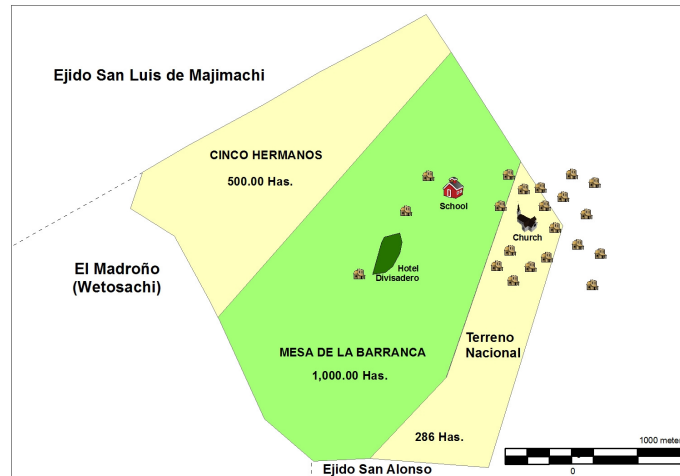 Ejido San Luis de Majimachi
CINCO HERMANOS
500.00 Has.
School
Church
El Madroño
(Wetosachi)
Hotel
Divisadero
Terreno
Nacional
MESA DE LA BARRANCA
1,000.00 Has.
286 Has.
1000 meter
0
Ejido San Alonso